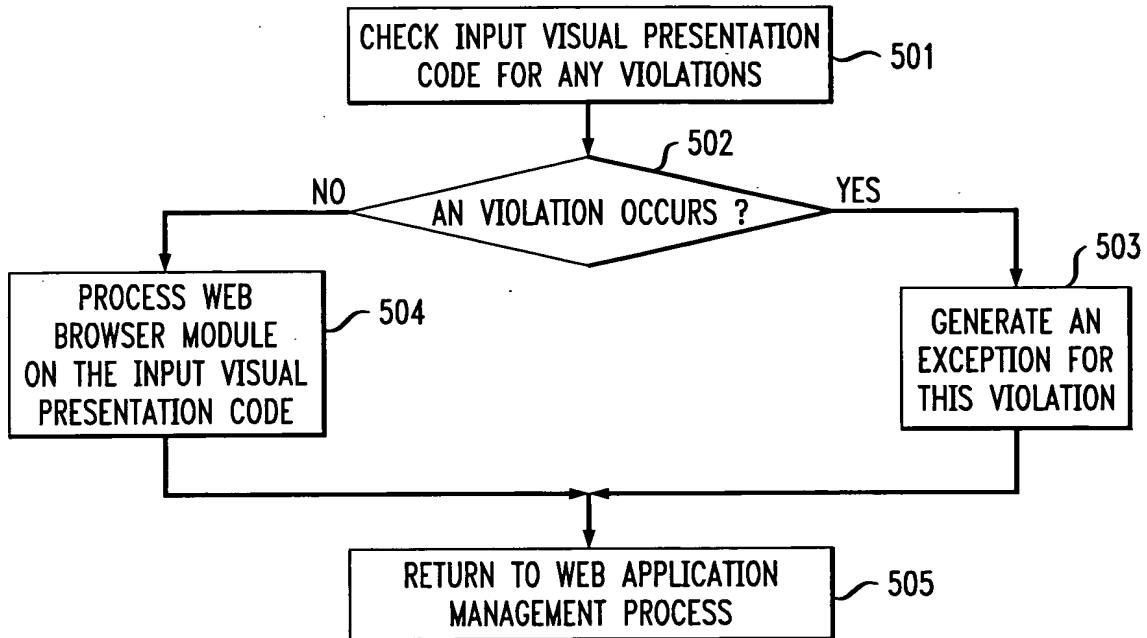 CHECK INPUT VISUAL PRESENTATION
CODE FOR ANY VIOLATIONS
501
502
NO
AN VIOLATION OCCURS ?
YES
503
PROCESS WEB
BROWSER MODULE
ON THE INPUT VISUAL
PRESENTATION CODE
504
GENERATE AN
EXCEPTION FOR
THIS VIOLATION
RETURN TO WEB APPLICATION
MANAGEMENT PROCESS
505